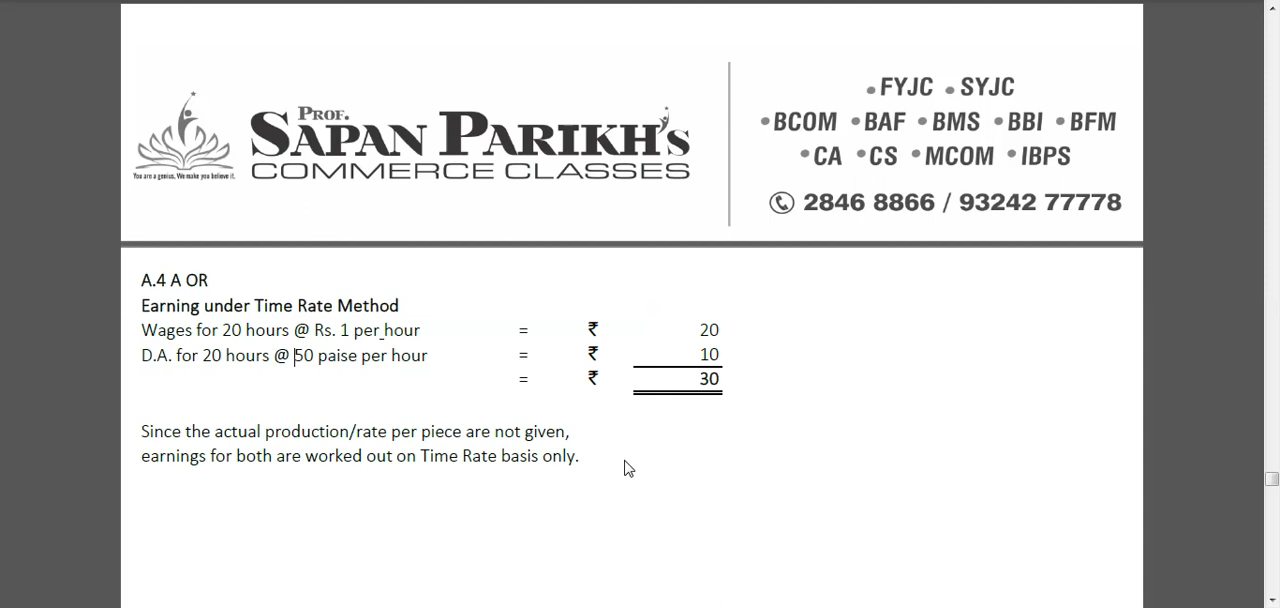 PROF.
SAPAN PARIKH's
COMMERCE CLASSES
You are a genius, We make you believe it.
• FYJC • SYJC
• BCOM • BAF • BMS • BBI • BFM
• CA • CS • MCOM • IBPS
2846 8866 / 93242 77778
A.4 A OR
Earning under Time Rate Method
Wages for 20 hours @ Rs. 1 per hour = ₹ 20
D.A. for 20 hours @ 50 paise per hour = ₹ 10
= ₹ 30
Since the actual production/rate per piece are not given,
earnings for both are worked out on Time Rate basis only.